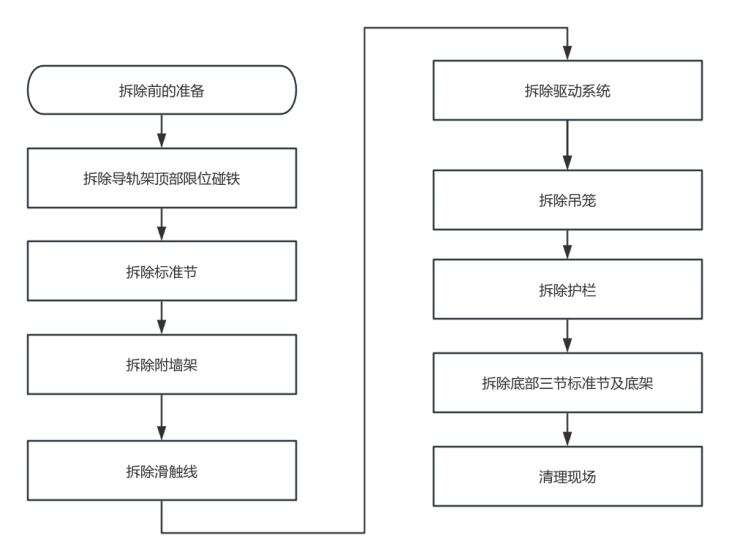 拆除前的准备
拆除导轨架顶部限位碰铁
拆除标准节
拆除附墙架
拆除滑触线
拆除驱动系统
拆除吊笼
拆除护栏
拆除底部三节标准节及底架
清理现场